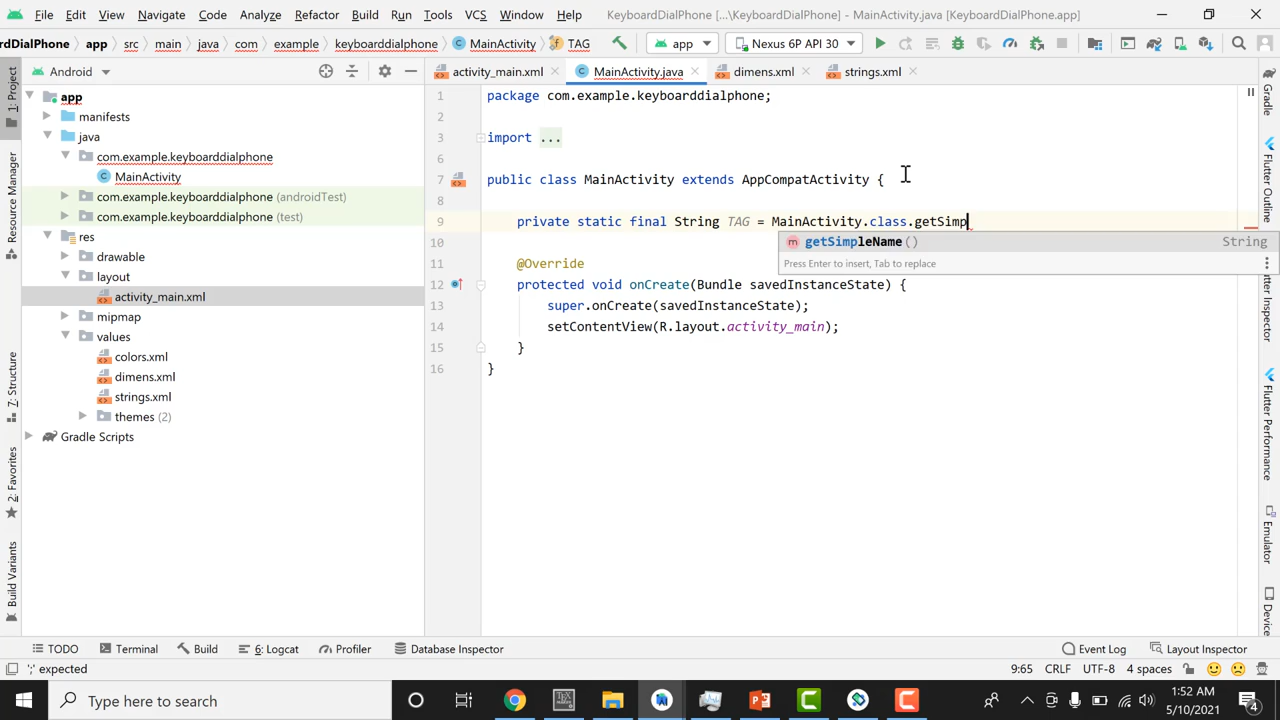 File Edit View Navigate Code Analyze Refactor Build Run Tools VCS Window Help KeyboardDialPhone [...\KeyboardDialPhone] - MainActivity.java [KeyboardDialPhone.app]
rdDialPhone app src main java com example keyboarddialphone MainActivity TAG app Nexus 6P API 30
Android activity_main.xml MainActivity.java dimens.xml strings.xml
1: Project
Resource Manager
Z: Structure
2: Favorites
Build Variants
app
manifests
java
com.example.keyboarddialphone
MainActivity
com.example.keyboarddialphone (androidTest)
com.example.keyboarddialphone (test)
res
drawable
layout
activity_main.xml
mipmap
values
colors.xml
dimens.xml
strings.xml
themes (2)
Gradle Scripts
1 package com.example.keyboarddialphone;
2
3 import ...
6
7 public class MainActivity extends AppCompatActivity {
8
9 private static final String TAG = MainActivity.class.getSimp
10 getSimpleName() String
Press Enter to insert, Tab to replace
11 @Override
12 protected void onCreate(Bundle savedInstanceState) {
13 super.onCreate(savedInstanceState);
14 setContentView(R.layout.activity_main);
15 }
16 }
Gradle
Flutter Outline
Flutter Inspector
Flutter Performance
Emulator
TODO Terminal Build 6: Logcat Profiler Database Inspector Event Log Layout Inspector
';' expected 9:65 CRLF UTF-8 4 spaces
Type here to search 1:52 AM
5/10/2021 4